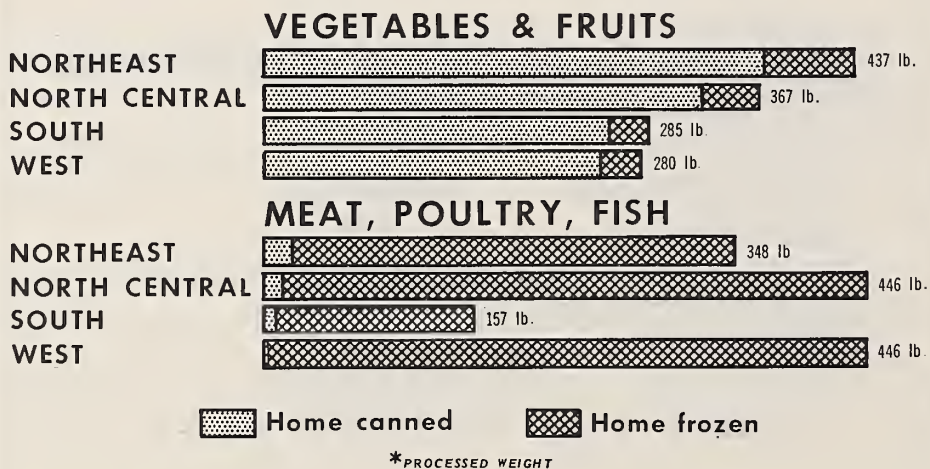 VEGETABLES & FRUITS
NORTHEAST 437 lb.
NORTH CENTRAL 367 lb.
SOUTH 285 lb.
WEST 280 lb.
MEAT, POULTRY, FISH
NORTHEAST 348 lb
NORTH CENTRAL 446 lb.
SOUTH 157 lb.
WEST 446 lb.
Home canned Home frozen
*PROCESSED WEIGHT